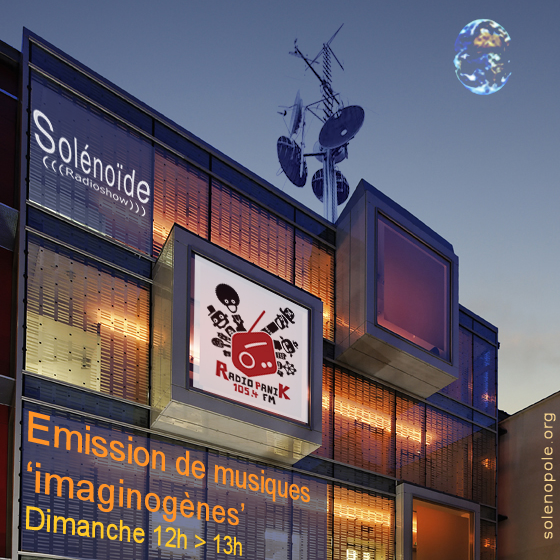 Solénoïde
(((Radioshow)))
RADIO PANIK
105.4 FM
Emission de musiques
‘imaginogènes’
Dimanche 12h > 13h
solenopole.org